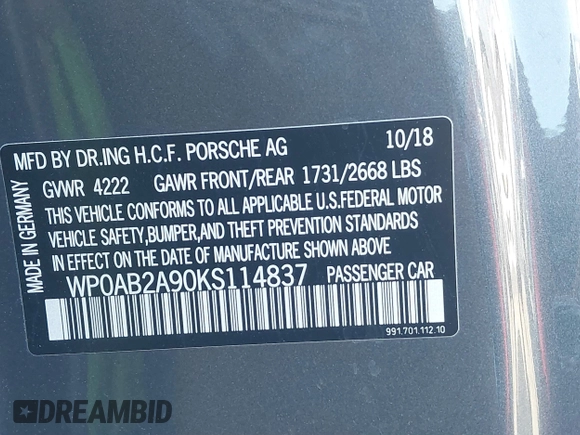 MFD BY DR.ING H.C.F. PORSCHE AG 10/18
GVWR 4222 GAWR FRONT/REAR 1731/2668 LBS
THIS VEHICLE CONFORMS TO ALL APPLICABLE U.S.FEDERAL MOTOR
VEHICLE SAFETY,BUMPER,AND THEFT PREVENTION STANDARDS
IN EFFECT ON THE DATE OF MANUFACTURE SHOWN ABOVE
WP0AB2A90KS114837 PASSENGER CAR
991.701.112.10
MADE IN GERMANY
DREAMBID